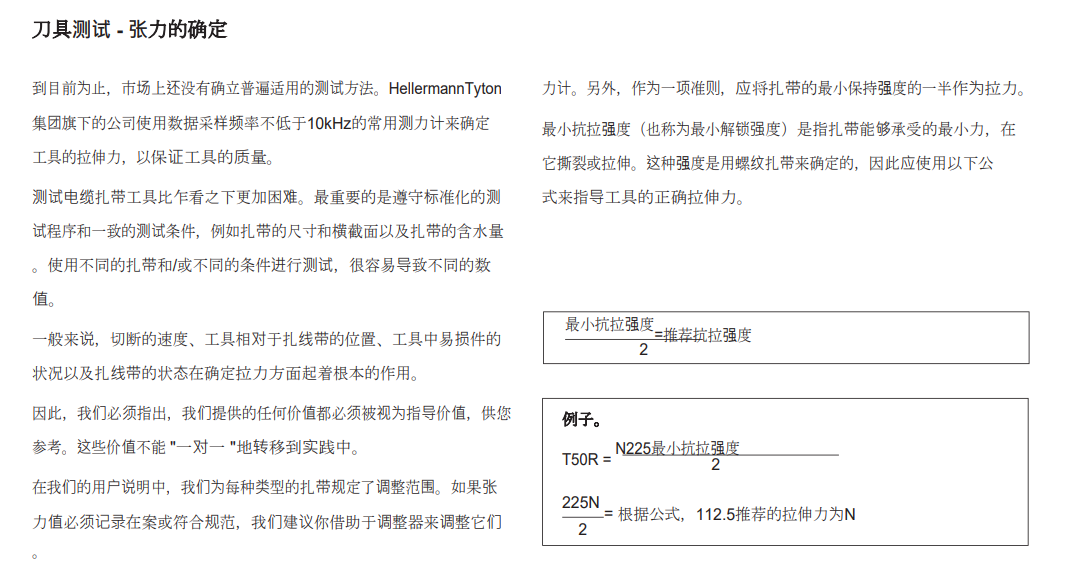 刀具测试 - 张力的确定
到目前为止，市场上还没有确立普遍适用的测试方法。HellermannTyton
集团旗下的公司使用数据采样频率不低于10kHz的常用测力计来确定
工具的拉伸力，以保证工具的质量。
测试电缆扎带工具比乍看之下更加困难。最重要的是遵守标准化的测
试程序和一致的测试条件，例如扎带的尺寸和横截面以及扎带的含水量
。使用不同的扎带和/或不同的条件进行测试，很容易导致不同的数
值。
一般来说，切断的速度、工具相对于扎线带的位置、工具中易损件的
状况以及扎线带的状态在确定拉力方面起着根本的作用。
因此，我们必须指出，我们提供的任何价值都必须被视为指导价值，供您
参考。这些价值不能 "一对一 "地转移到实践中。
在我们的用户说明中，我们为每种类型的扎带规定了调整范围。如果张
力值必须记录在案或符合规范，我们建议你借助于调整器来调整它们
。
力计。另外，作为一项准则，应将扎带的最小保持强度的一半作为拉力。
最小抗拉强度（也称为最小解锁强度）是指扎带能够承受的最小力，在
它撕裂或拉伸。这种强度是用螺纹扎带来确定的，因此应使用以下公
式来指导工具的正确拉伸力。
最小抗拉强度
=推荐抗拉强度
2
例子。
N225最小抗拉强度
T50R =
2
225N
= 根据公式，112.5推荐的拉伸力为N
2